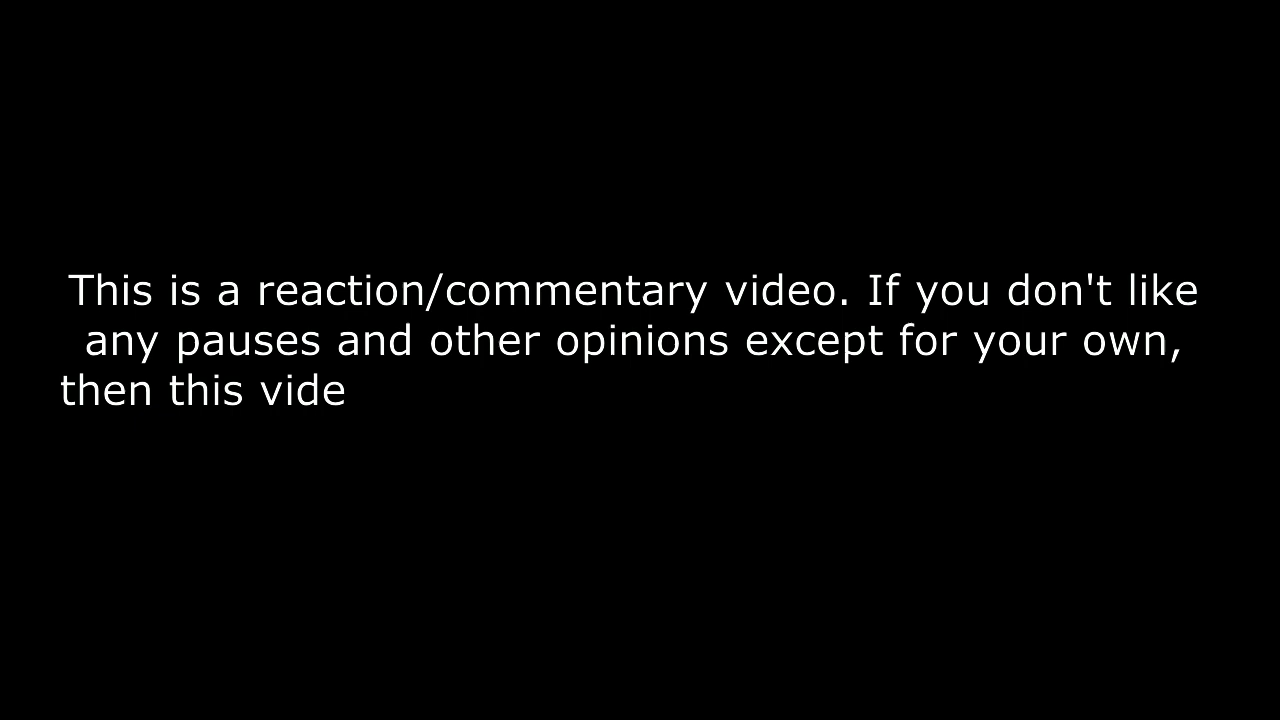 This is a reaction/commentary video. If you don't like
any pauses and other opinions except for your own,
then this vide